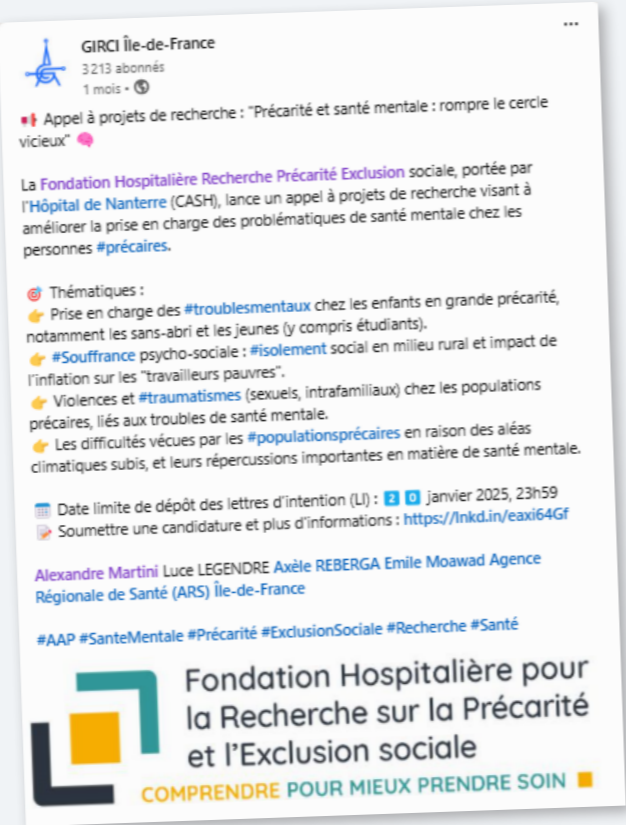 GIRCI Île-de-France
3 213 abonnés
1 mois •
📢 Appel à projets de recherche : "Précarité et santé mentale : rompre le cercle
vicieux" 🧠
La Fondation Hospitalière Recherche Précarité Exclusion sociale, portée par
l'Hôpital de Nanterre (CASH), lance un appel à projets de recherche visant à
améliorer la prise en charge des problématiques de santé mentale chez les
personnes #précaires.
🎯 Thématiques :
👉 Prise en charge des #troublesmentaux chez les enfants en grande précarité,
notamment les sans-abri et les jeunes (y compris étudiants).
👉 #Souffrance psycho-sociale : #isolement social en milieu rural et impact de
l'inflation sur les "travailleurs pauvres".
👉 Violences et #traumatismes (sexuels, intrafamiliaux) chez les populations
précaires, liés aux troubles de santé mentale.
👉 Les difficultés vécues par les #populationsprécaires en raison des aléas
climatiques subis, et leurs répercussions importantes en matière de santé mentale.
📅 Date limite de dépôt des lettres d'intention (LI) : 2️⃣ 0️⃣ janvier 2025, 23h59
📝 Soumettre une candidature et plus d'informations : https://lnkd.in/eaxi64Gf
Alexandre Martini Luce LEGENDRE Axèle REBERGA Emile Moawad Agence
Régionale de Santé (ARS) Île-de-France
#AAP #SanteMentale #Précarité #ExclusionSociale #Recherche #Santé
Fondation Hospitalière pour
la Recherche sur la Précarité
et l'Exclusion sociale
COMPRENDRE POUR MIEUX PRENDRE SOIN